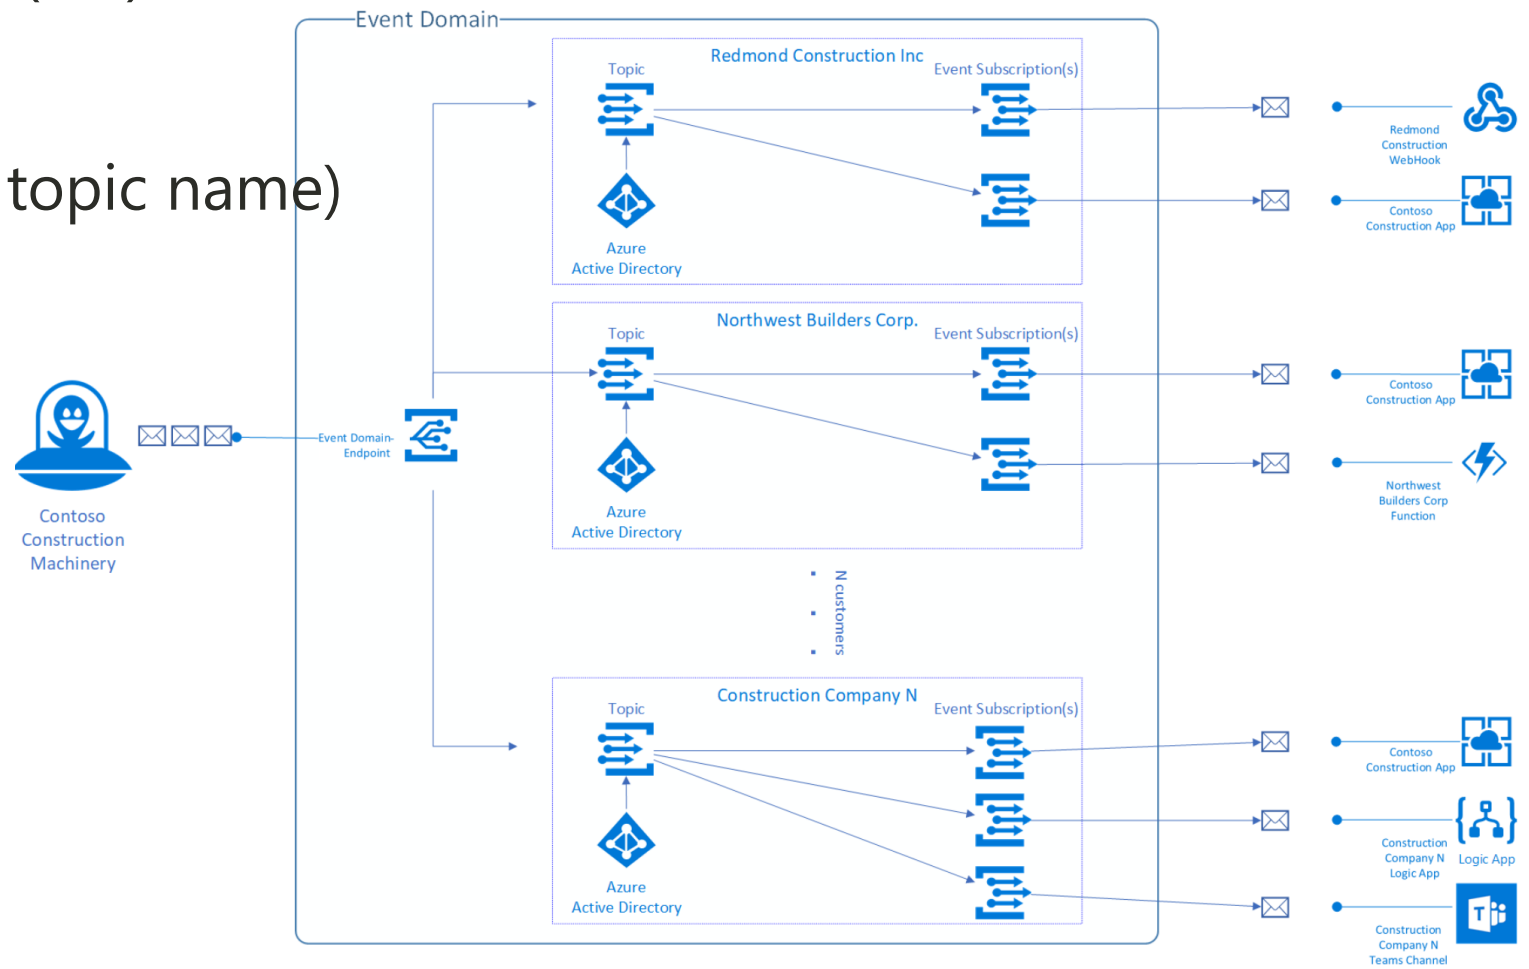 Event Domain
Redmond Construction Inc
Topic
Event Subscription(s)
Azure
Active Directory
Redmond
Construction
WebHook
Contoso
Construction App
topic name)
Northwest Builders Corp.
Topic
Event Subscription(s)
Azure
Active Directory
Contoso
Construction App
Northwest
Builders Corp
Function
Event Domain-
Endpoint
Contoso
Construction
Machinery
N customers
Construction Company N
Topic
Event Subscription(s)
Azure
Active Directory
Contoso
Construction App
Construction
Company N
Logic App
Logic App
T
Construction
Company N
Teams Channel